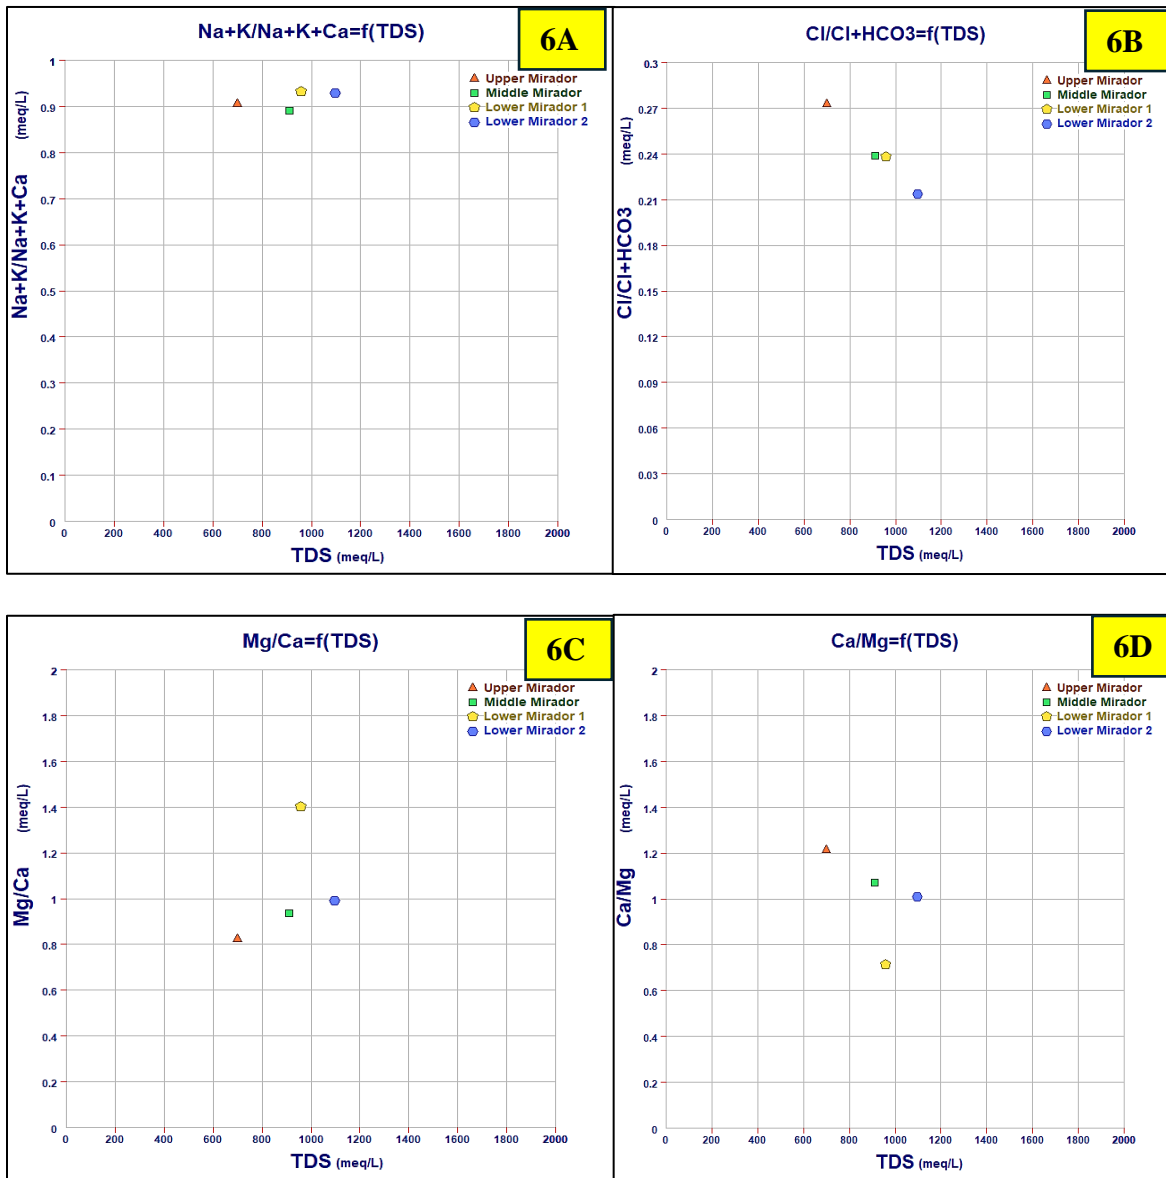 Na+K/Na+K+Ca=f(TDS)
6A
Upper Mirador
Middle Mirador
Lower Mirador 1
Lower Mirador 2
Na+K/Na+K+Ca (meq/L)
1
0.9
0.8
0.7
0.6
0.5
0.4
0.3
0.2
0.1
0
0 200 400 600 800 1000 1200 1400 1600 1800 2000
TDS (meq/L)
Cl/Cl+HCO3=f(TDS)
6B
Upper Mirador
Middle Mirador
Lower Mirador 1
Lower Mirador 2
Cl/Cl+HCO3 (meq/L)
0.3
0.27
0.24
0.21
0.18
0.15
0.12
0.09
0.06
0.03
0
0 200 400 600 800 1000 1200 1400 1600 1800 2000
TDS (meq/L)
Mg/Ca=f(TDS)
6C
Upper Mirador
Middle Mirador
Lower Mirador 1
Lower Mirador 2
Mg/Ca (meq/L)
2
1.8
1.6
1.4
1.2
1
0.8
0.6
0.4
0.2
0
0 200 400 600 800 1000 1200 1400 1600 1800 2000
TDS (meq/L)
Ca/Mg=f(TDS)
6D
Upper Mirador
Middle Mirador
Lower Mirador 1
Lower Mirador 2
Ca/Mg (meq/L)
2
1.8
1.6
1.4
1.2
1
0.8
0.6
0.4
0.2
0
0 200 400 600 800 1000 1200 1400 1600 1800 2000
TDS (meq/L)